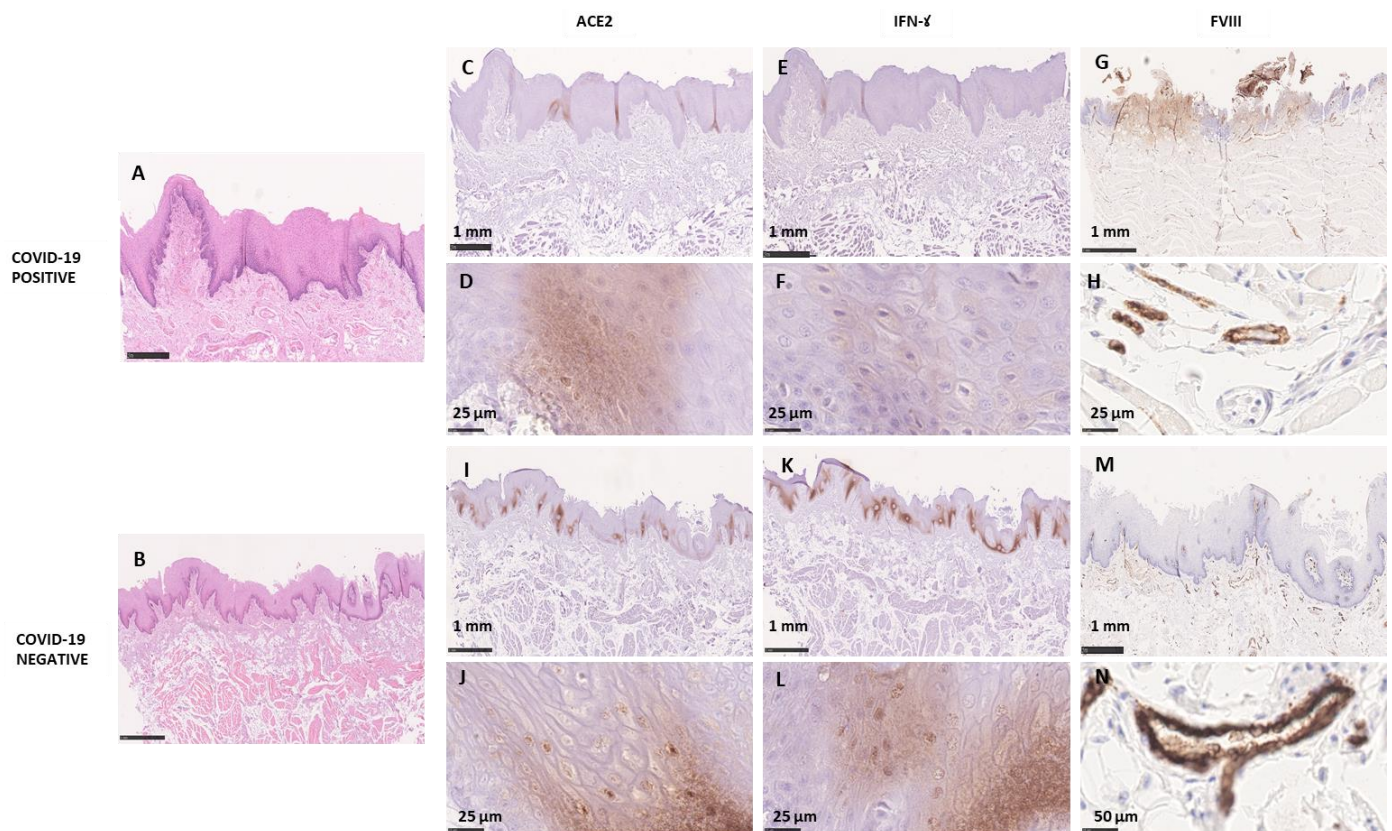 ACE2 IFN-ɣ FVIII
C E G
1 mm 1 mm 1 mm
A
COVID-19
POSITIVE
D F H
25 µm 25 µm 25 µm
I K M
1 mm 1 mm 1 mm
B
COVID-19
NEGATIVE
J L N
25 µm 25 µm 50 µm